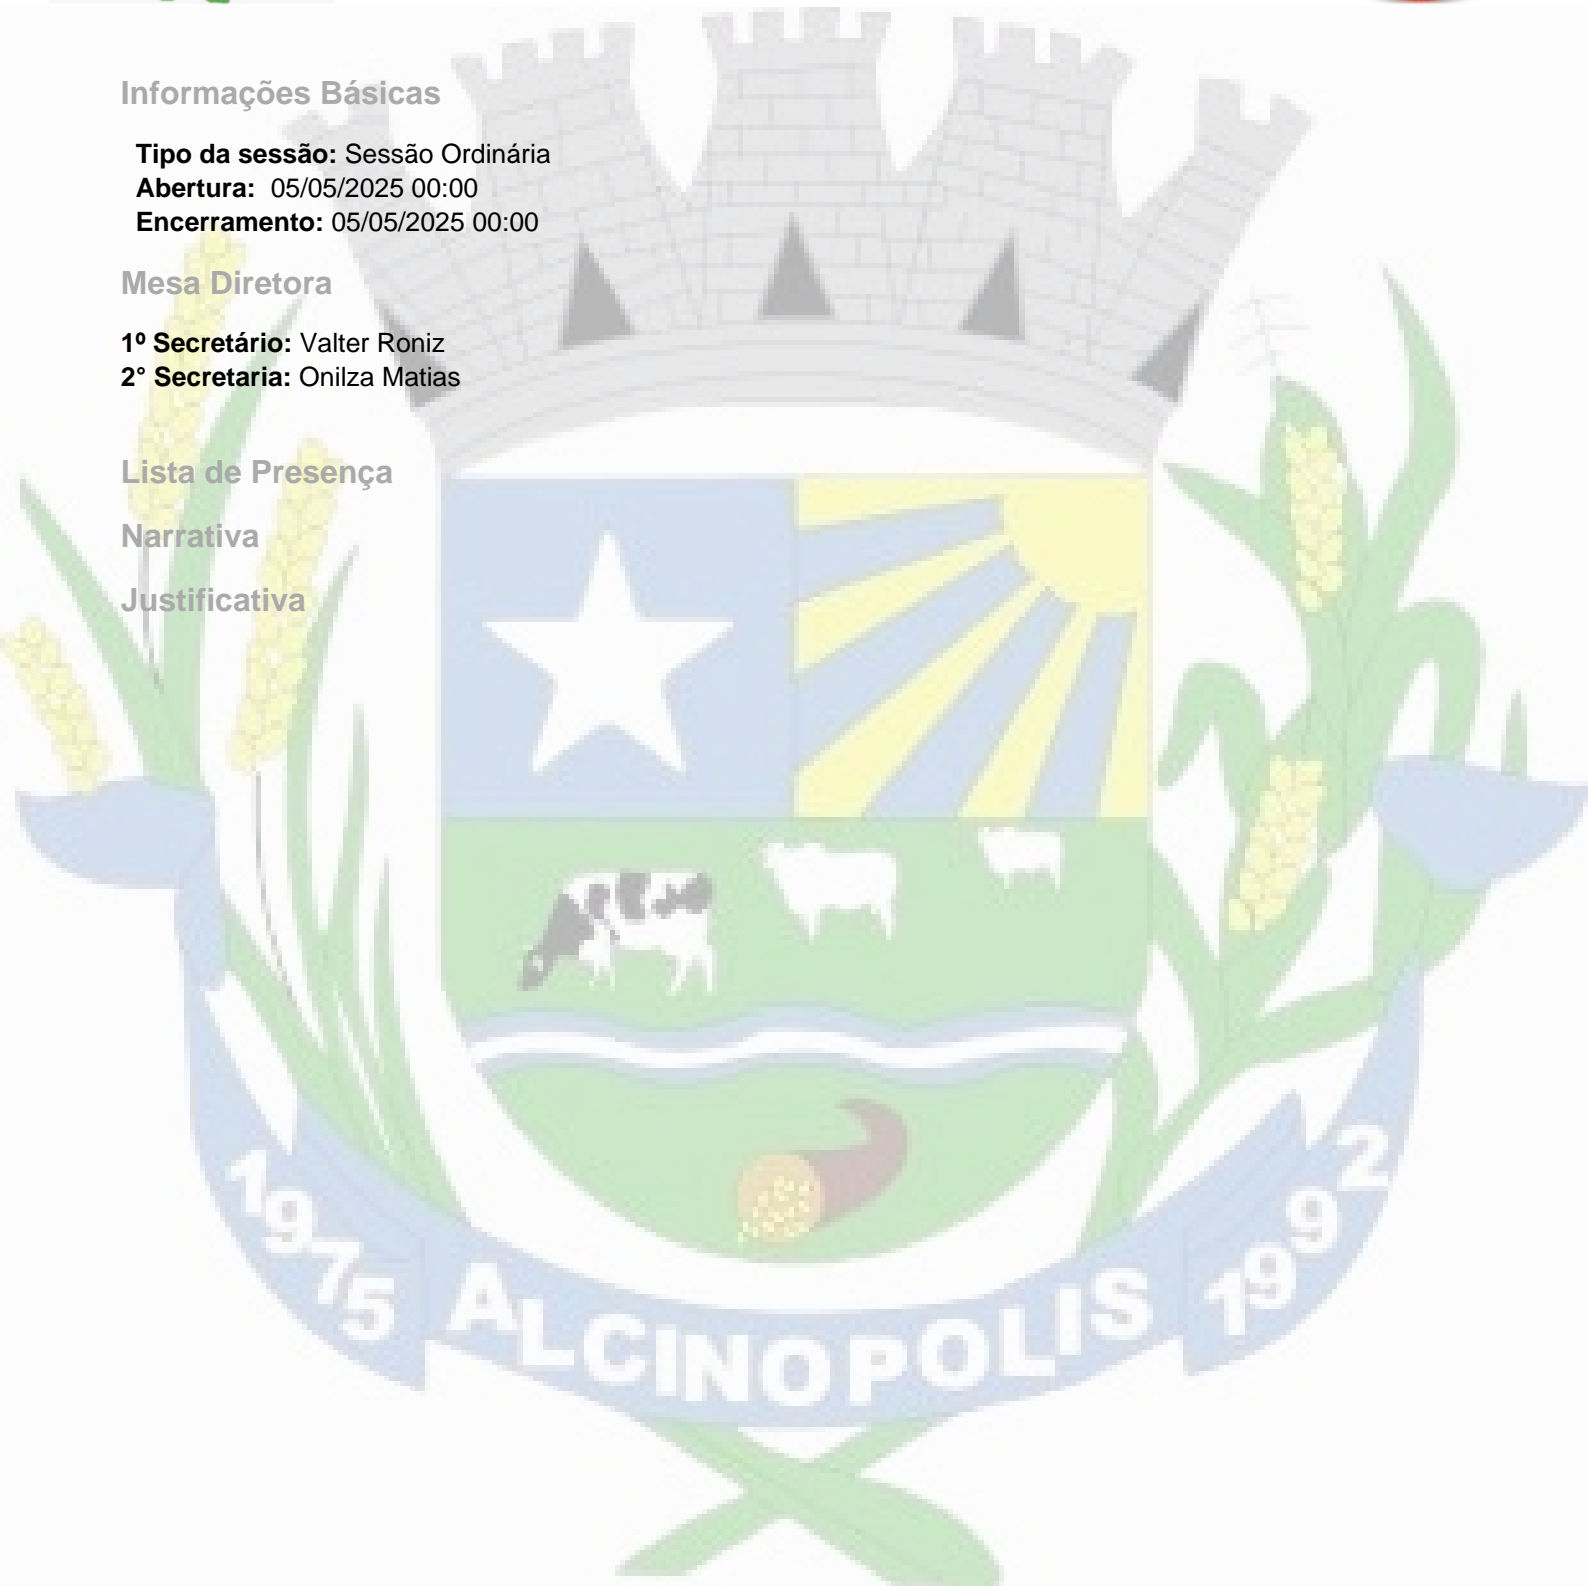 Informações Básicas
Tipo da sessão: Sessão Ordinária
Abertura: 05/05/2025 00:00
Encerramento: 05/05/2025 00:00
Mesa Diretora
1º Secretário: Valter Roniz
2° Secretaria: Onilza Matias
Lista de Presença
Narrativa
Justificativa
1975 ALCINOPOLIS 1992